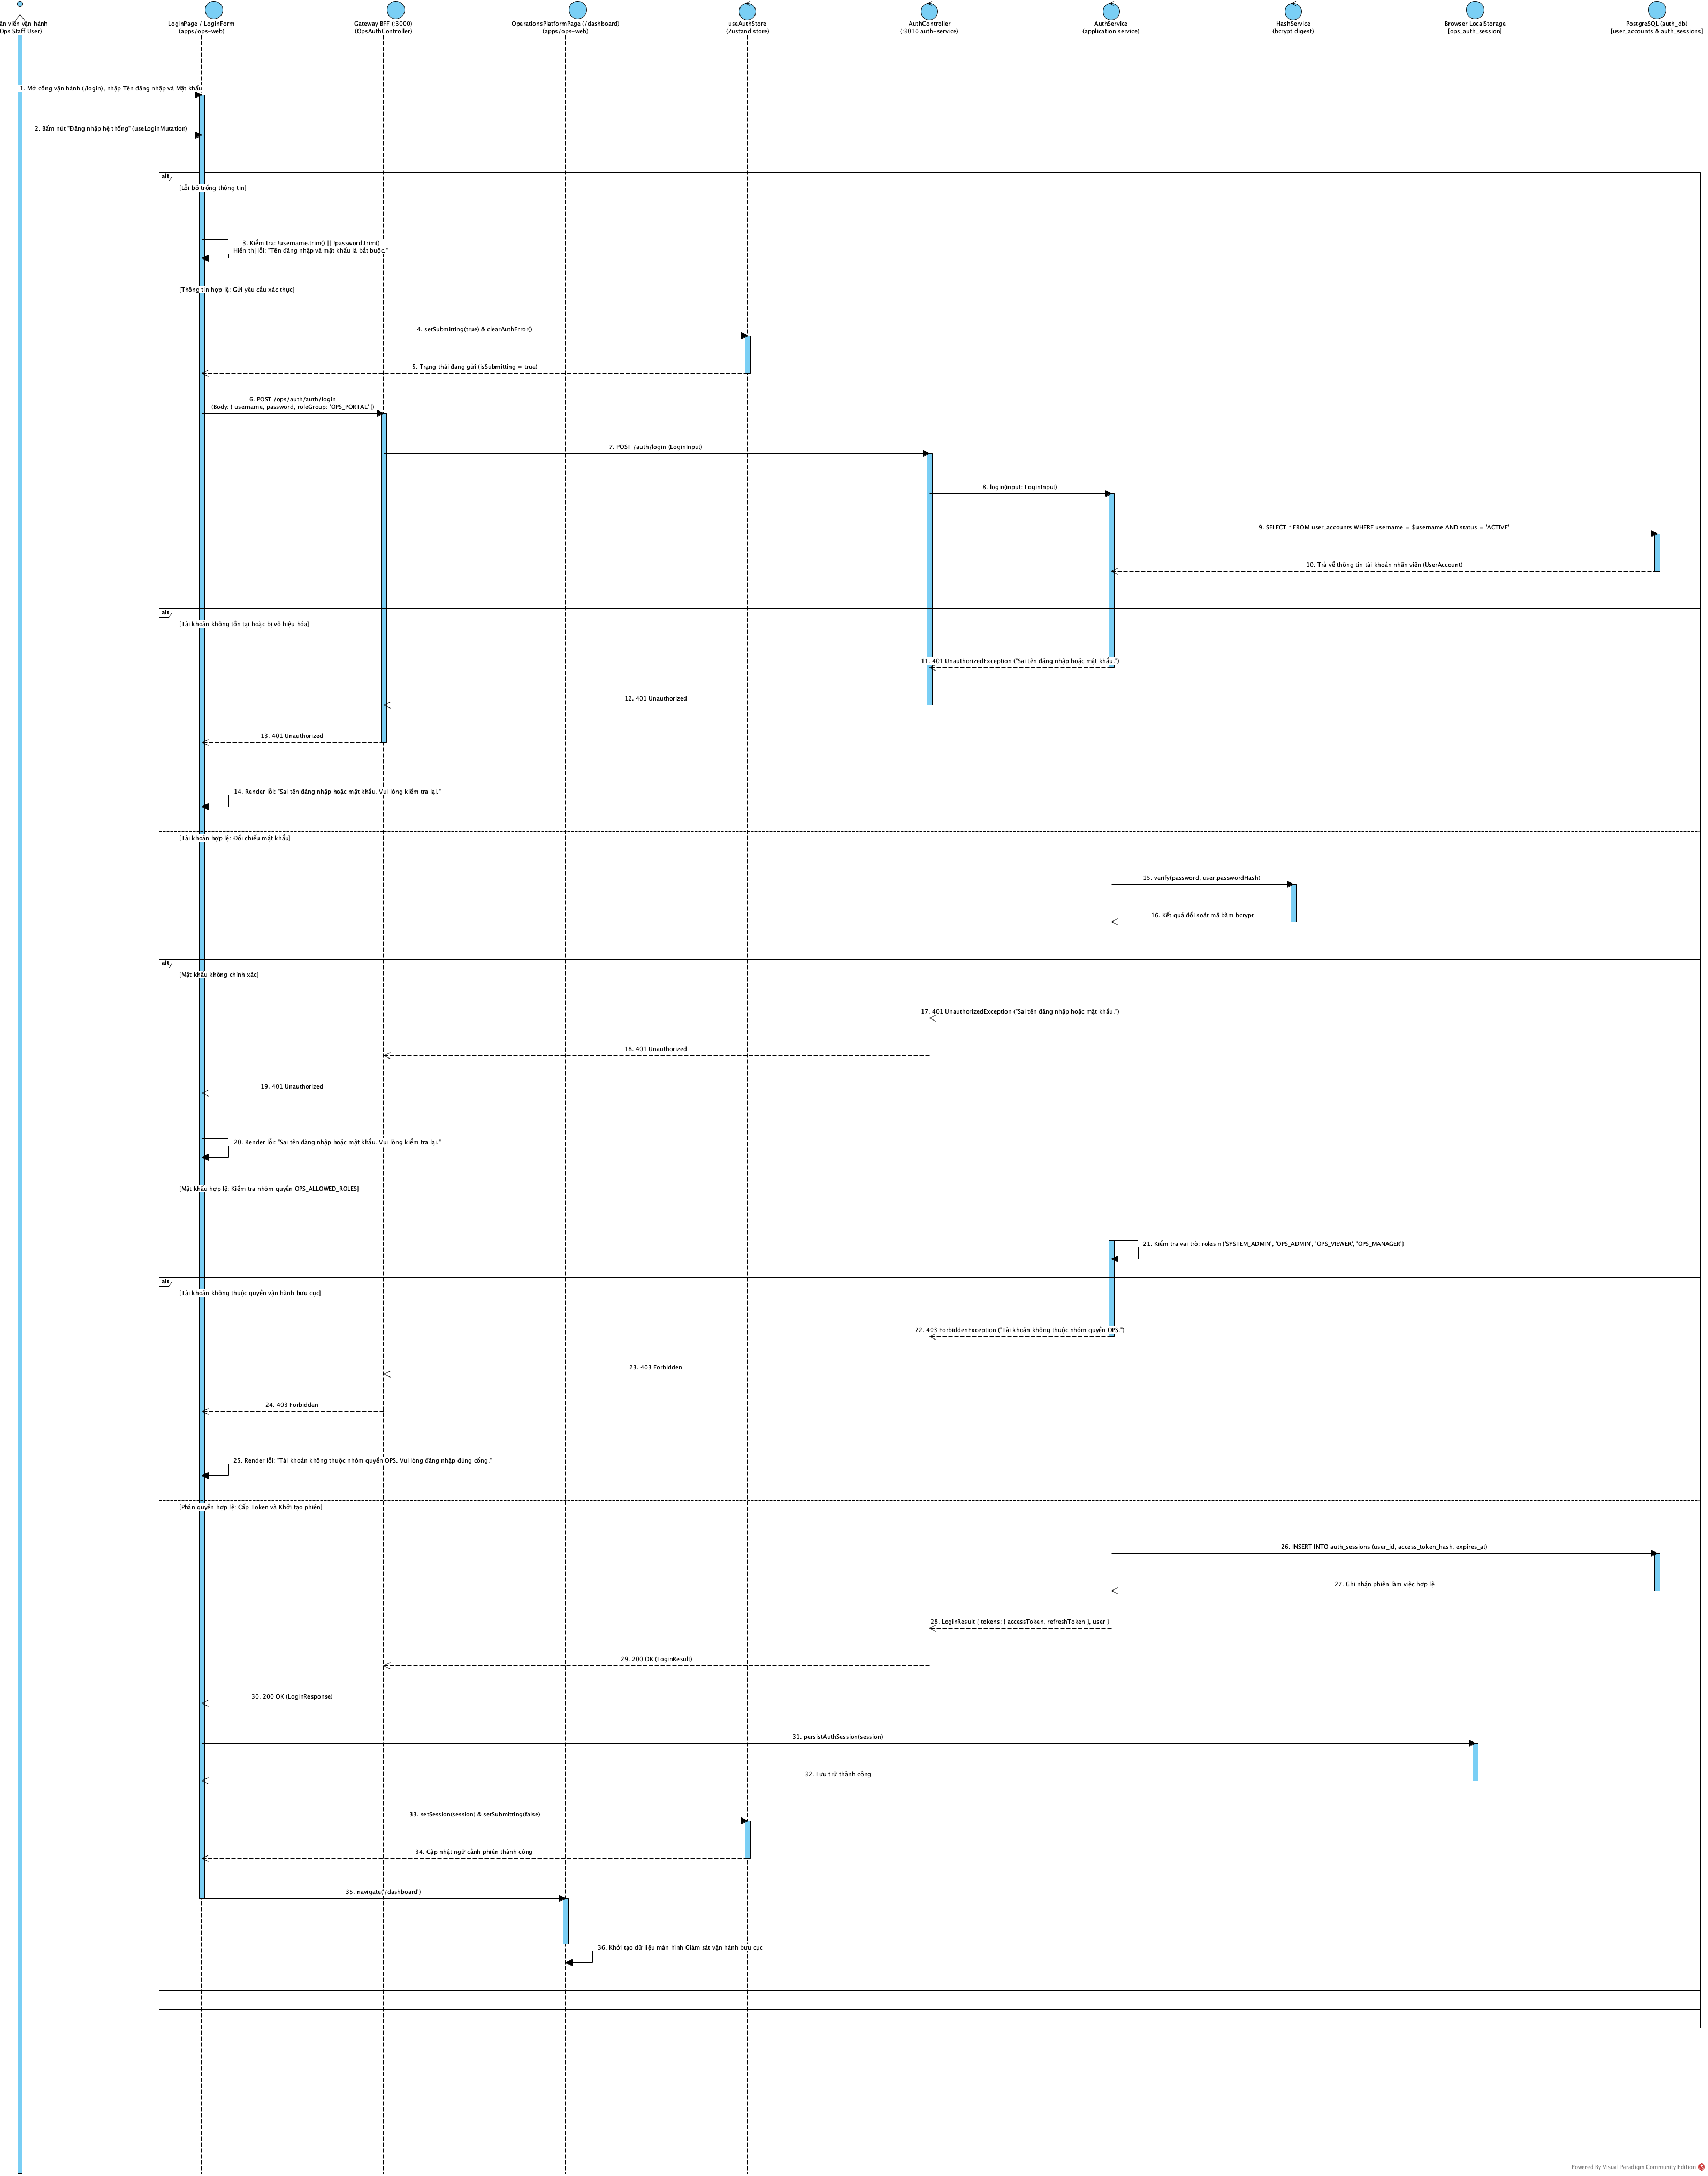 ân viên vận hành
Ops Staff User)
LoginPage / LoginForm
(apps/ops-web)
Gateway BFF (:3000)
(OpsAuthController)
OperationsPlatformPage (/dashboard)
(apps/ops-web)
useAuthStore
(Zustand store)
AuthController
(:3010 auth-service)
AuthService
(application service)
HashService
(bcrypt digest)
Browser LocalStorage
[ops_auth_session]
PostgreSQL (auth_db)
[user_accounts & auth_sessions]
1. Mở cổng vận hành (/login), nhập Tên đăng nhập và Mật khẩu
2. Bấm nút "Đăng nhập hệ thống" (useLoginMutation)
alt
[Lỗi bỏ trống thông tin]
3. Kiểm tra: !username.trim() || !password.trim()
Hiển thị lỗi: "Tên đăng nhập và mật khẩu là bắt buộc."
[Thông tin hợp lệ: Gửi yêu cầu xác thực]
4. setSubmitting(true) & clearAuthError()
5. Trạng thái đang gửi (isSubmitting = true)
6. POST /ops/auth/auth/login
(Body: { username, password, roleGroup: 'OPS_PORTAL' })
7. POST /auth/login (LoginInput)
8. login(input: LoginInput)
9. SELECT * FROM user_accounts WHERE username = $username AND status = 'ACTIVE'
10. Trả về thông tin tài khoản nhân viên (UserAccount)
alt
[Tài khoản không tồn tại hoặc bị vô hiệu hóa]
11. 401 UnauthorizedException ("Sai tên đăng nhập hoặc mật khẩu.")
12. 401 Unauthorized
13. 401 Unauthorized
14. Render lỗi: "Sai tên đăng nhập hoặc mật khẩu. Vui lòng kiểm tra lại."
[Tài khoản hợp lệ: Đối chiếu mật khẩu]
15. verify(password, user.passwordHash)
16. Kết quả đối soát mã băm bcrypt
alt
[Mật khẩu không chính xác]
17. 401 UnauthorizedException ("Sai tên đăng nhập hoặc mật khẩu.")
18. 401 Unauthorized
19. 401 Unauthorized
20. Render lỗi: "Sai tên đăng nhập hoặc mật khẩu. Vui lòng kiểm tra lại."
[Mật khẩu hợp lệ: Kiểm tra nhóm quyền OPS_ALLOWED_ROLES]
21. Kiểm tra vai trò: roles ∩ {'SYSTEM_ADMIN', 'OPS_ADMIN', 'OPS_VIEWER', 'OPS_MANAGER'}
alt
[Tài khoản không thuộc quyền vận hành bưu cục]
22. 403 ForbiddenException ("Tài khoản không thuộc nhóm quyền OPS.")
23. 403 Forbidden
24. 403 Forbidden
25. Render lỗi: "Tài khoản không thuộc nhóm quyền OPS. Vui lòng đăng nhập đúng cổng."
[Phân quyền hợp lệ: Cấp Token và Khởi tạo phiên]
26. INSERT INTO auth_sessions (user_id, access_token_hash, expires_at)
27. Ghi nhận phiên làm việc hợp lệ
28. LoginResult { tokens: { accessToken, refreshToken }, user }
29. 200 OK (LoginResult)
30. 200 OK (LoginResponse)
31. persistAuthSession(session)
32. Lưu trữ thành công
33. setSession(session) & setSubmitting(false)
34. Cập nhật ngữ cảnh phiên thành công
35. navigate('/dashboard')
36. Khởi tạo dữ liệu màn hình Giám sát vận hành bưu cục
Powered By Visual Paradigm Community Edition